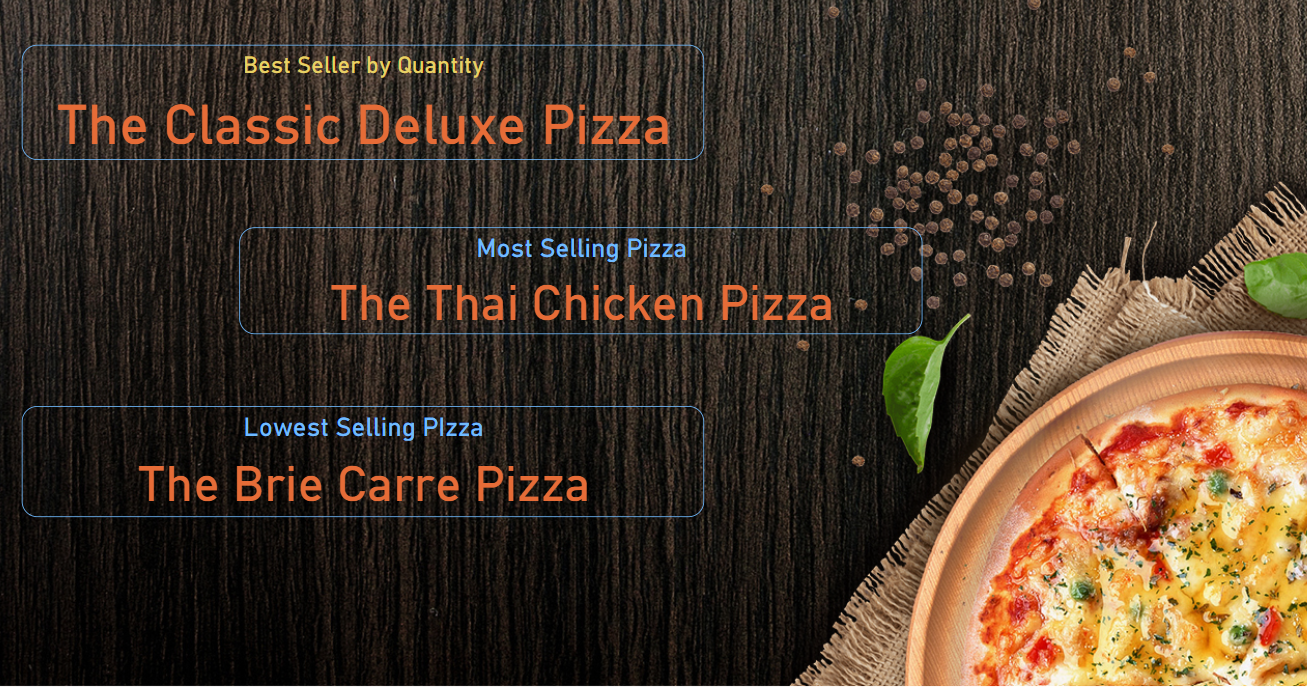 Best Seller by Quantity
The Classic Deluxe Pizza
Most Selling Pizza
The Thai Chicken Pizza
Lowest Selling PIzza
The Brie Carre Pizza